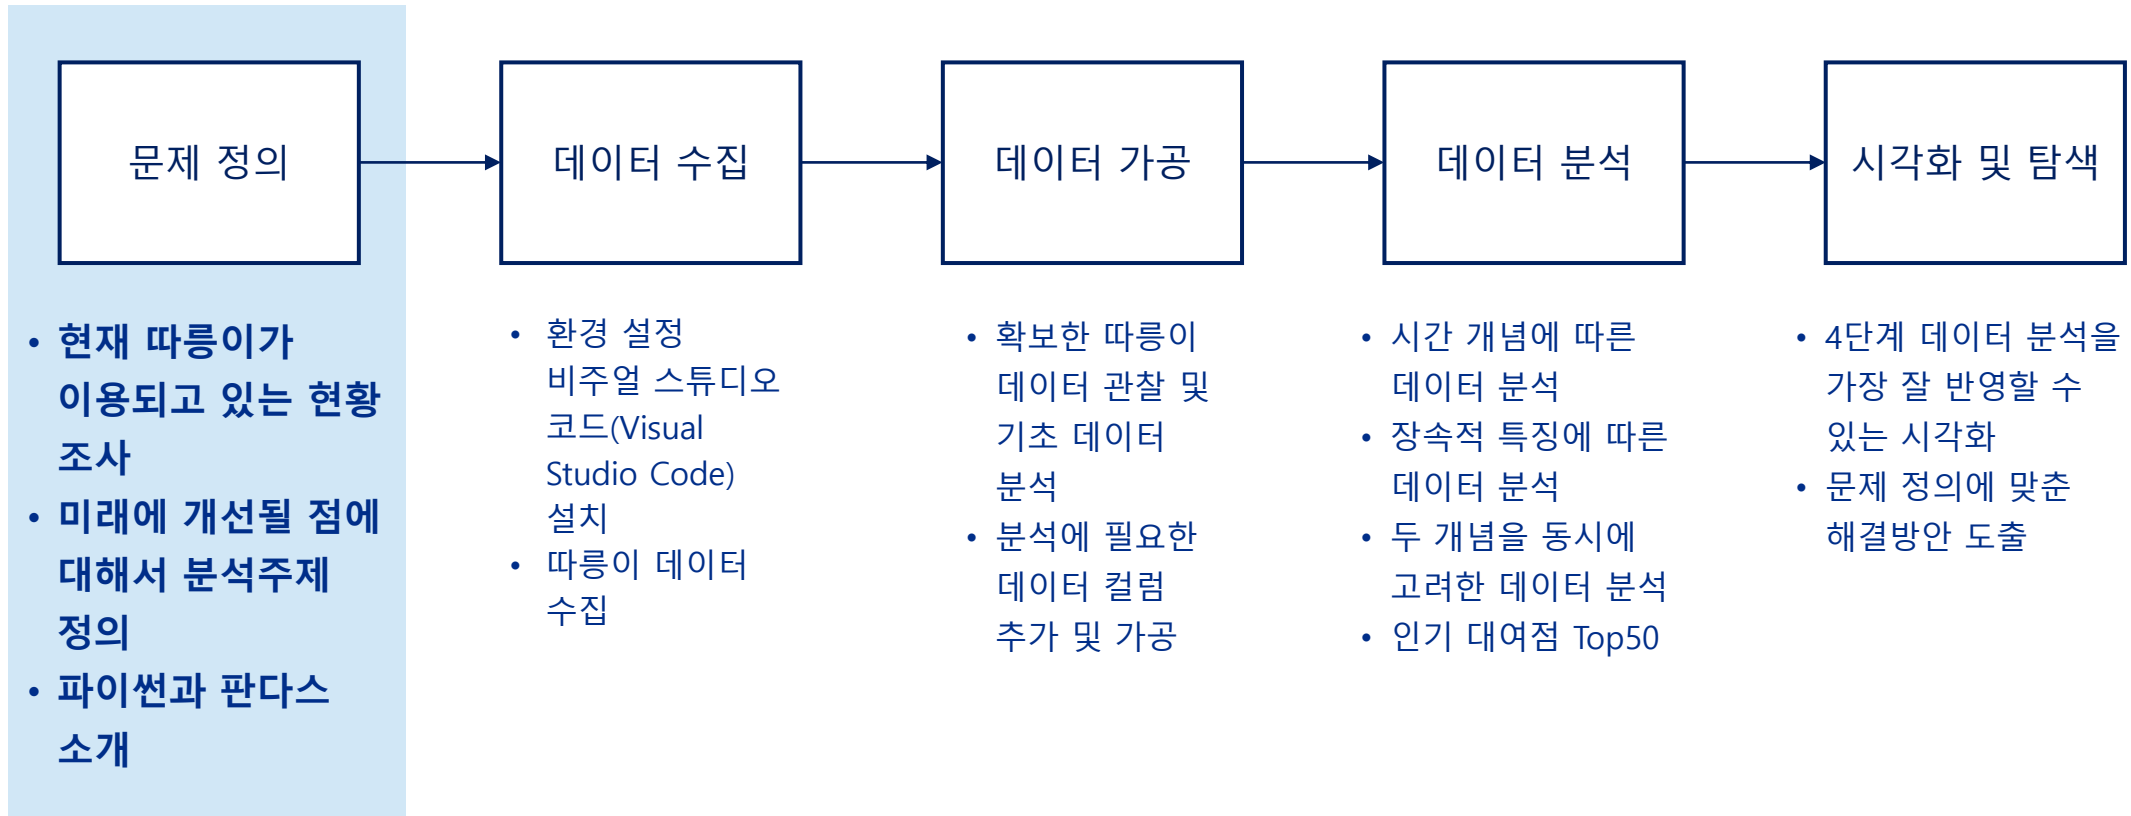 문제 정의
데이터 수집
데이터 가공
데이터 분석
시각화 및 탐색
• 현재 따릉이가
이용되고 있는 현황
조사
• 미래에 개선될 점에
대해서 분석주제
정의
• 파이썬과 판다스
소개
• 환경 설정
비주얼 스튜디오
코드(Visual
Studio Code)
설치
• 따릉이 데이터
수집
• 확보한 따릉이
데이터 관찰 및
기초 데이터
분석
• 분석에 필요한
데이터 컬럼
추가 및 가공
• 시간 개념에 따른
데이터 분석
• 장속적 특징에 따른
데이터 분석
• 두 개념을 동시에
고려한 데이터 분석
• 인기 대여점 Top50
• 4단계 데이터 분석을
가장 잘 반영할 수
있는 시각화
• 문제 정의에 맞춘
해결방안 도출